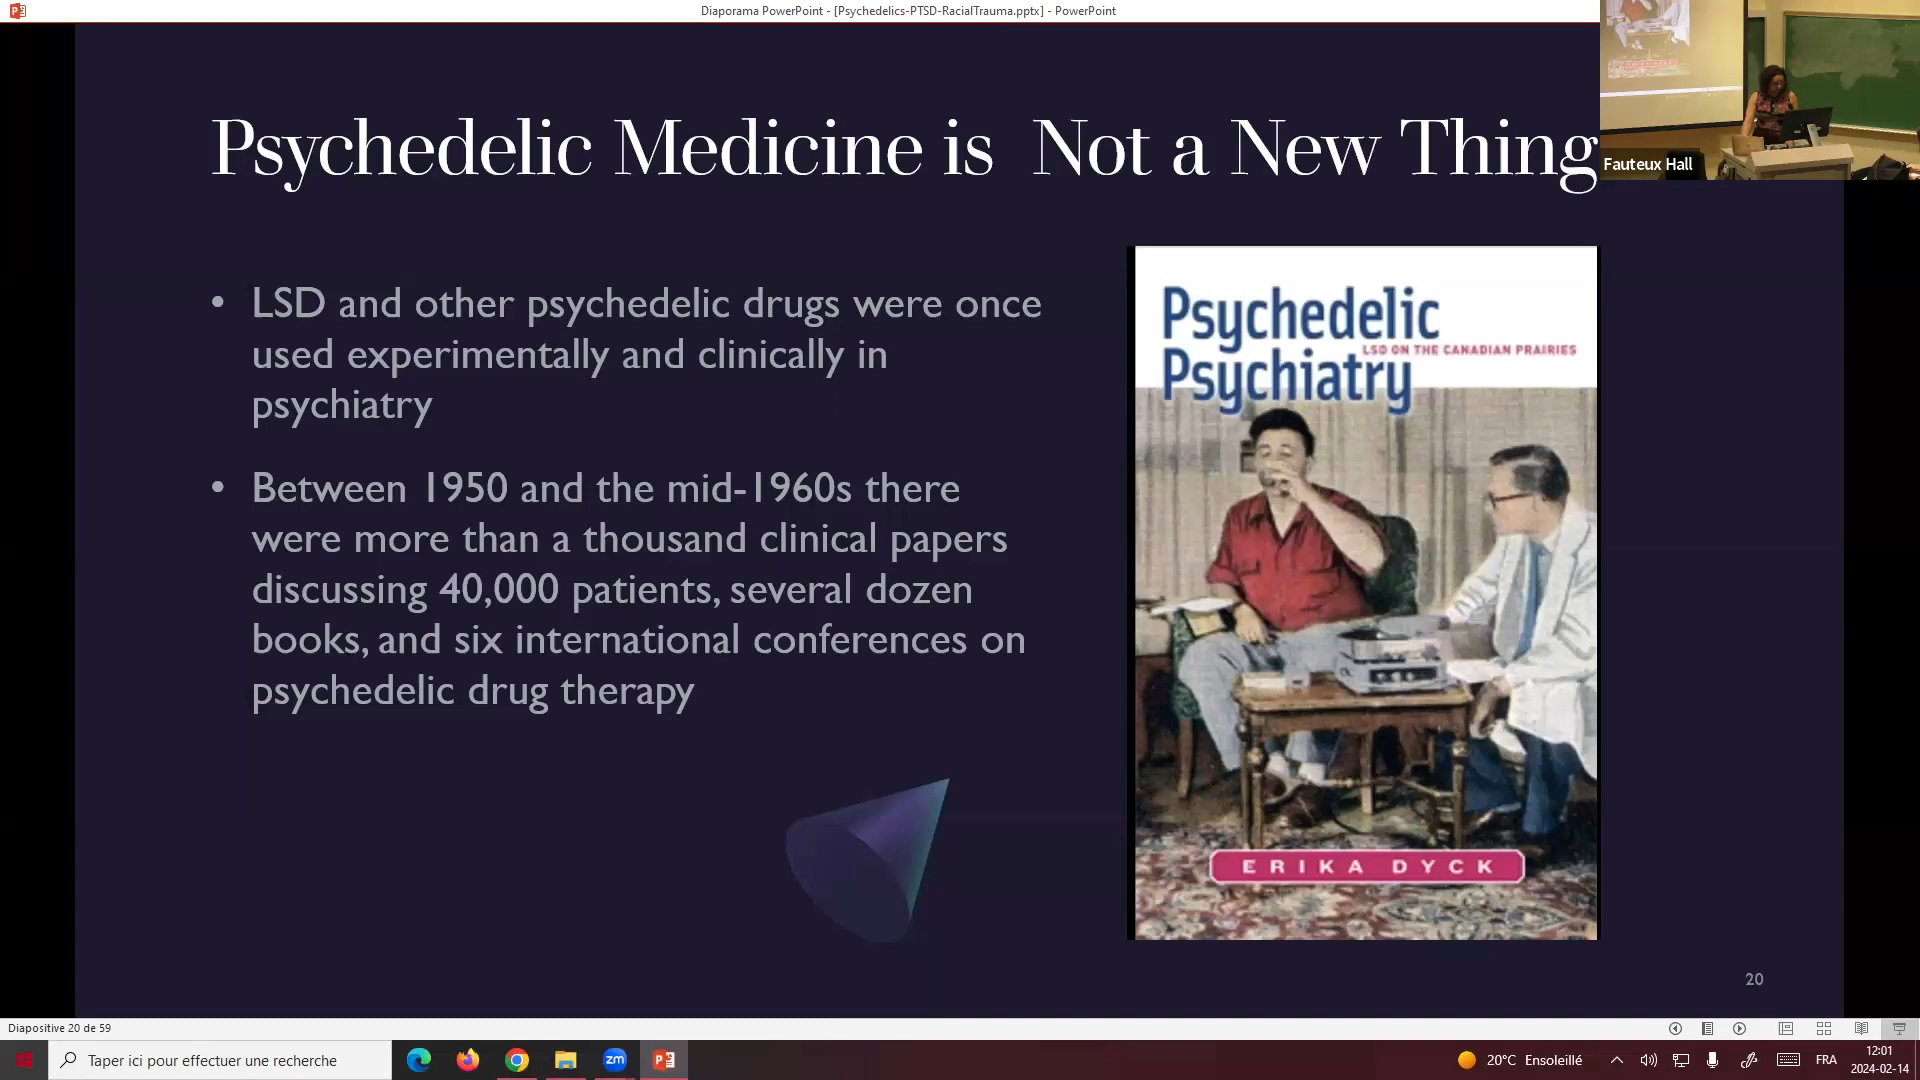 Diaporama PowerPoint - [Psychedelics-PTSD-RacialTrauma.pptx] - PowerPoint
Fauteux Hall
Psychedelic Medicine is Not a New Thing
• LSD and other psychedelic drugs were once
used experimentally and clinically in
psychiatry
• Between 1950 and the mid-1960s there
were more than a thousand clinical papers
discussing 40,000 patients, several dozen
books, and six international conferences on
psychedelic drug therapy
Psychedelic
LSD ON THE CANADIAN PRAIRIES
Psychiatry
ERIKA DYCK
20
Diapositive 20 de 59
Taper ici pour effectuer une recherche
zm
20°C Ensoleillé
FRA
12:01
2024-02-14